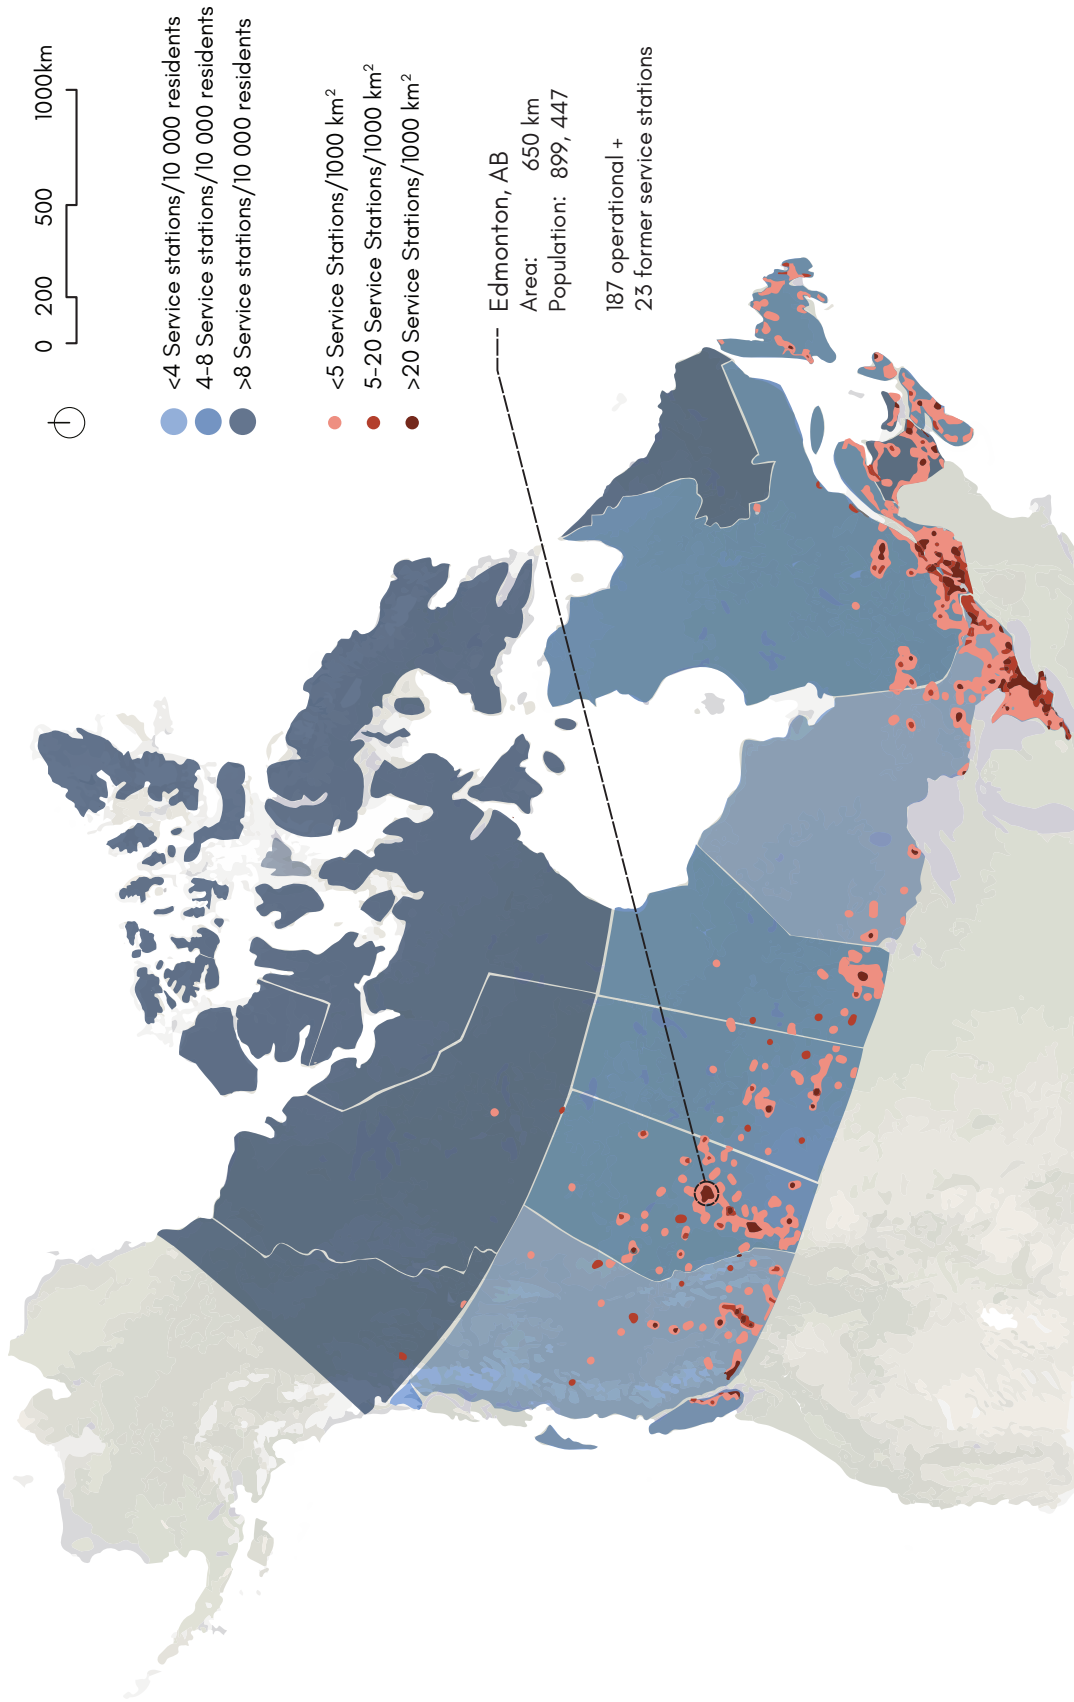 0 200 500 1000km
<4 Service stations/10 000 residents
4-8 Service stations/10 000 residents
>8 Service stations/10 000 residents
<5 Service Stations/1000 km²
5-20 Service Stations/1000 km²
>20 Service Stations/1000 km²
Edmonton, AB
Area: 650 km
Population: 899, 447
187 operational +
23 former service stations